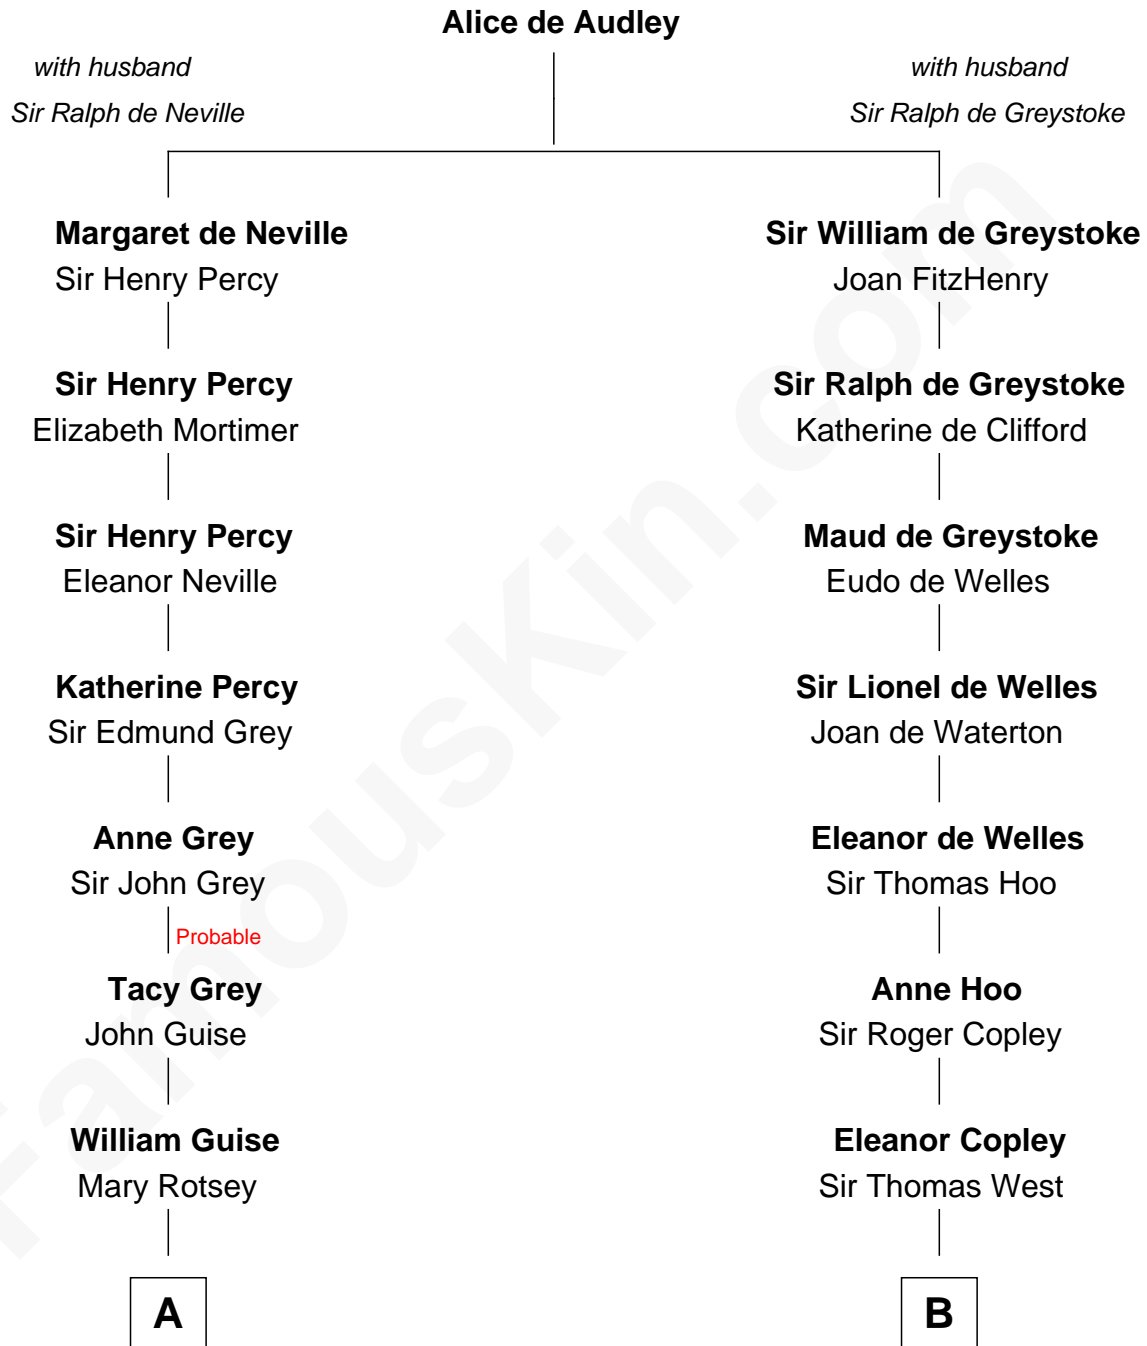 Alice de Audley
with husband
Sir Ralph de Neville
with husband
Sir Ralph de Greystoke
Margaret de Neville
Sir Henry Percy
Sir William de Greystoke
Joan FitzHenry
Sir Henry Percy
Elizabeth Mortimer
Sir Ralph de Greystoke
Katherine de Clifford
Sir Henry Percy
Eleanor Neville
Maud de Greystoke
Eudo de Welles
Katherine Percy
Sir Edmund Grey
Sir Lionel de Welles
Joan de Waterton
Anne Grey
Sir John Grey
Eleanor de Welles
Sir Thomas Hoo
Probable
Tacy Grey
John Guise
Anne Hoo
Sir Roger Copley
William Guise
Mary Rotsey
Eleanor Copley
Sir Thomas West
A
B
FamousKin.com